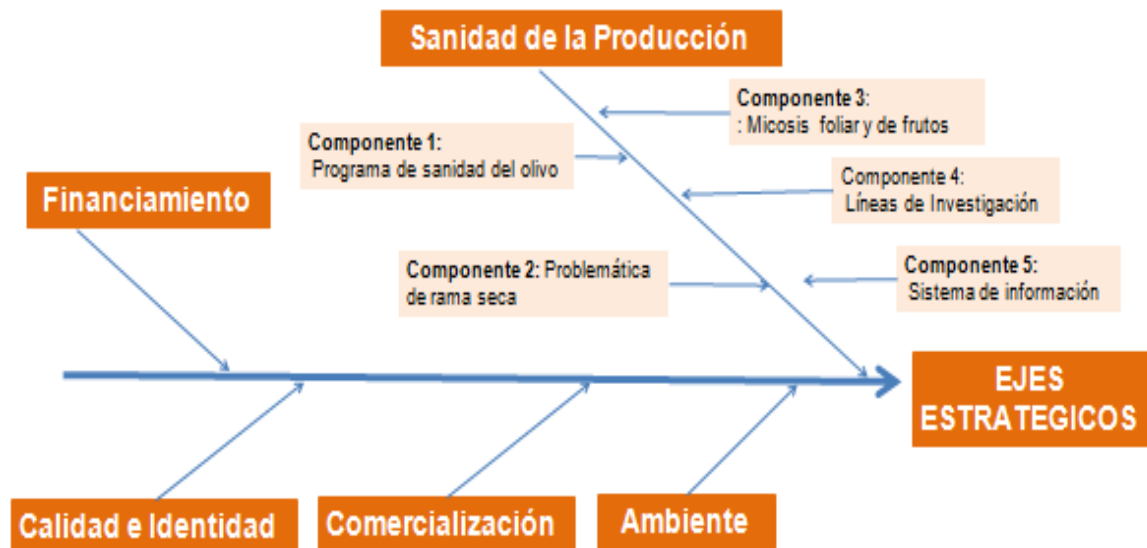 Sanidad de la Producción
Componente 3:
: Micosis foliar y de frutos
Componente 1:
Programa de sanidad del olivo
Componente 4:
Líneas de Investigación
Financiamiento
Componente 2: Problemática
de rama seca
Componente 5:
Sistema de información
EJES
ESTRATEGICOS
Calidad e Identidad
Comercialización
Ambiente